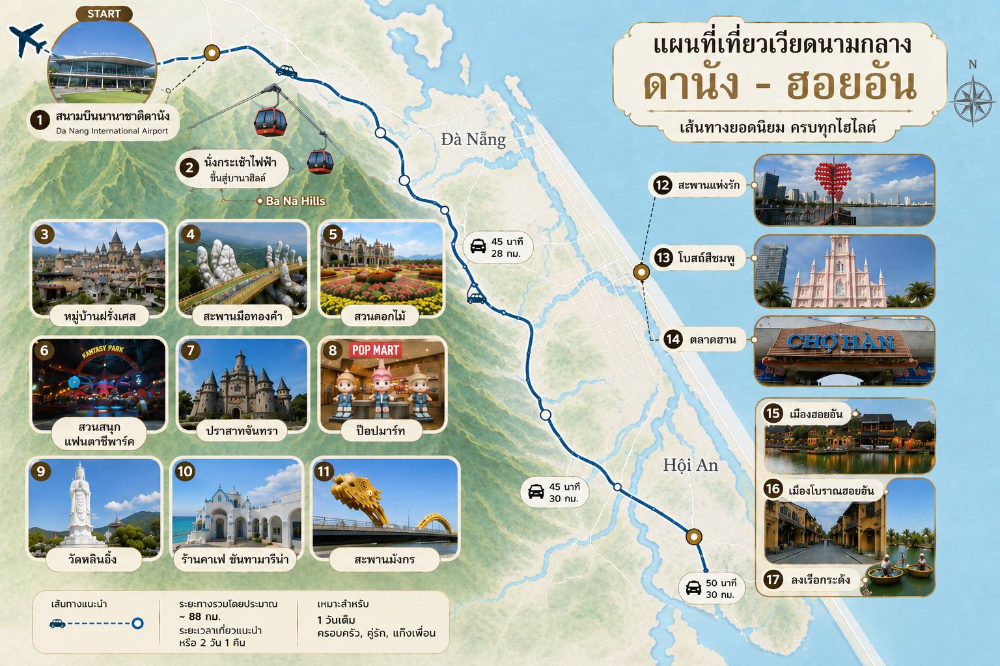 START
1
สนามบินนานาชาติดานัง
Da Nang International Airport
2
นั่งกระเช้าไฟฟ้า
ขึ้นสู่บานาฮิลล์
Ba Na Hills
แผนที่เที่ยวเวียดนามกลาง
ดานัง - ฮอยอัน
เส้นทางยอดนิยม ครบทุกไฮไลต์
N
Đà Nẵng
3
หมู่บ้านฝรั่งเศส
4
สะพานมือทองคำ
5
สวนดอกไม้
45 นาที
28 กม.
6
FANTASY PARK
สวนสนุก
แฟนตาซีพาร์ค
7
ปราสาทจันทรา
8
POP MART
ป๊อปมาร์ท
9
วัดหลินอึ๋ง
10
ร้านคาเฟ่ ซันทามารีน่า
11
สะพานมังกร
12
สะพานแห่งรัก
13
โบสถ์สีชมพู
14
ตลาดฮาน
CHỢ HÀN
Hội An
45 นาที
30 กม.
15
เมืองฮอยอัน
16
เมืองโบราณฮอยอัน
17
ลงเรือกระด้ง
50 นาที
30 กม.
เส้นทางแนะนำ
ระยะทางรวมโดยประมาณ
~ 88 กม.
ระยะเวลาเที่ยวแนะนำ
หรือ 2 วัน 1 คืน
เหมาะสำหรับ
1 วันเต็ม
ครอบครัว, คู่รัก, แก๊งเพื่อน